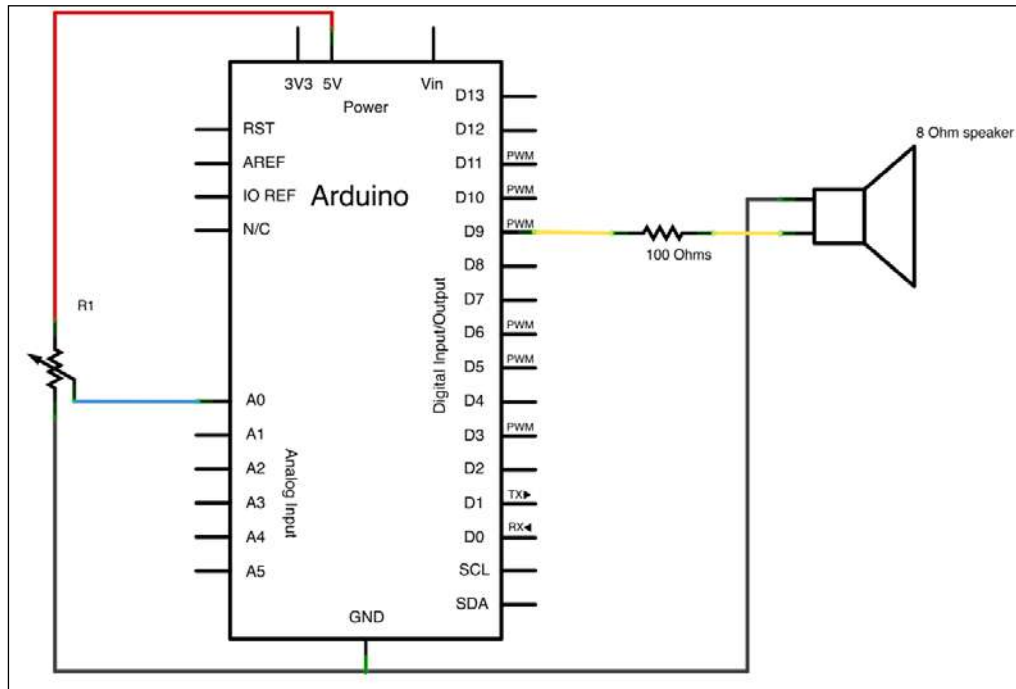 3V3 5V Vin
Power
D13
RST
D12
AREF
D11 PWM
IO REF
D10 PWM
Arduino
N/C
D9 PWM
8 Ohm speaker
100 Ohms
D8
D7
R1
D6 PWM
D5 PWM
Digital Input/Output
A0
D4
A1
D3 PWM
A2
D2
Analog Input
A3
D1 TX▶
A4
D0 RX◀
A5
SCL
SDA
GND